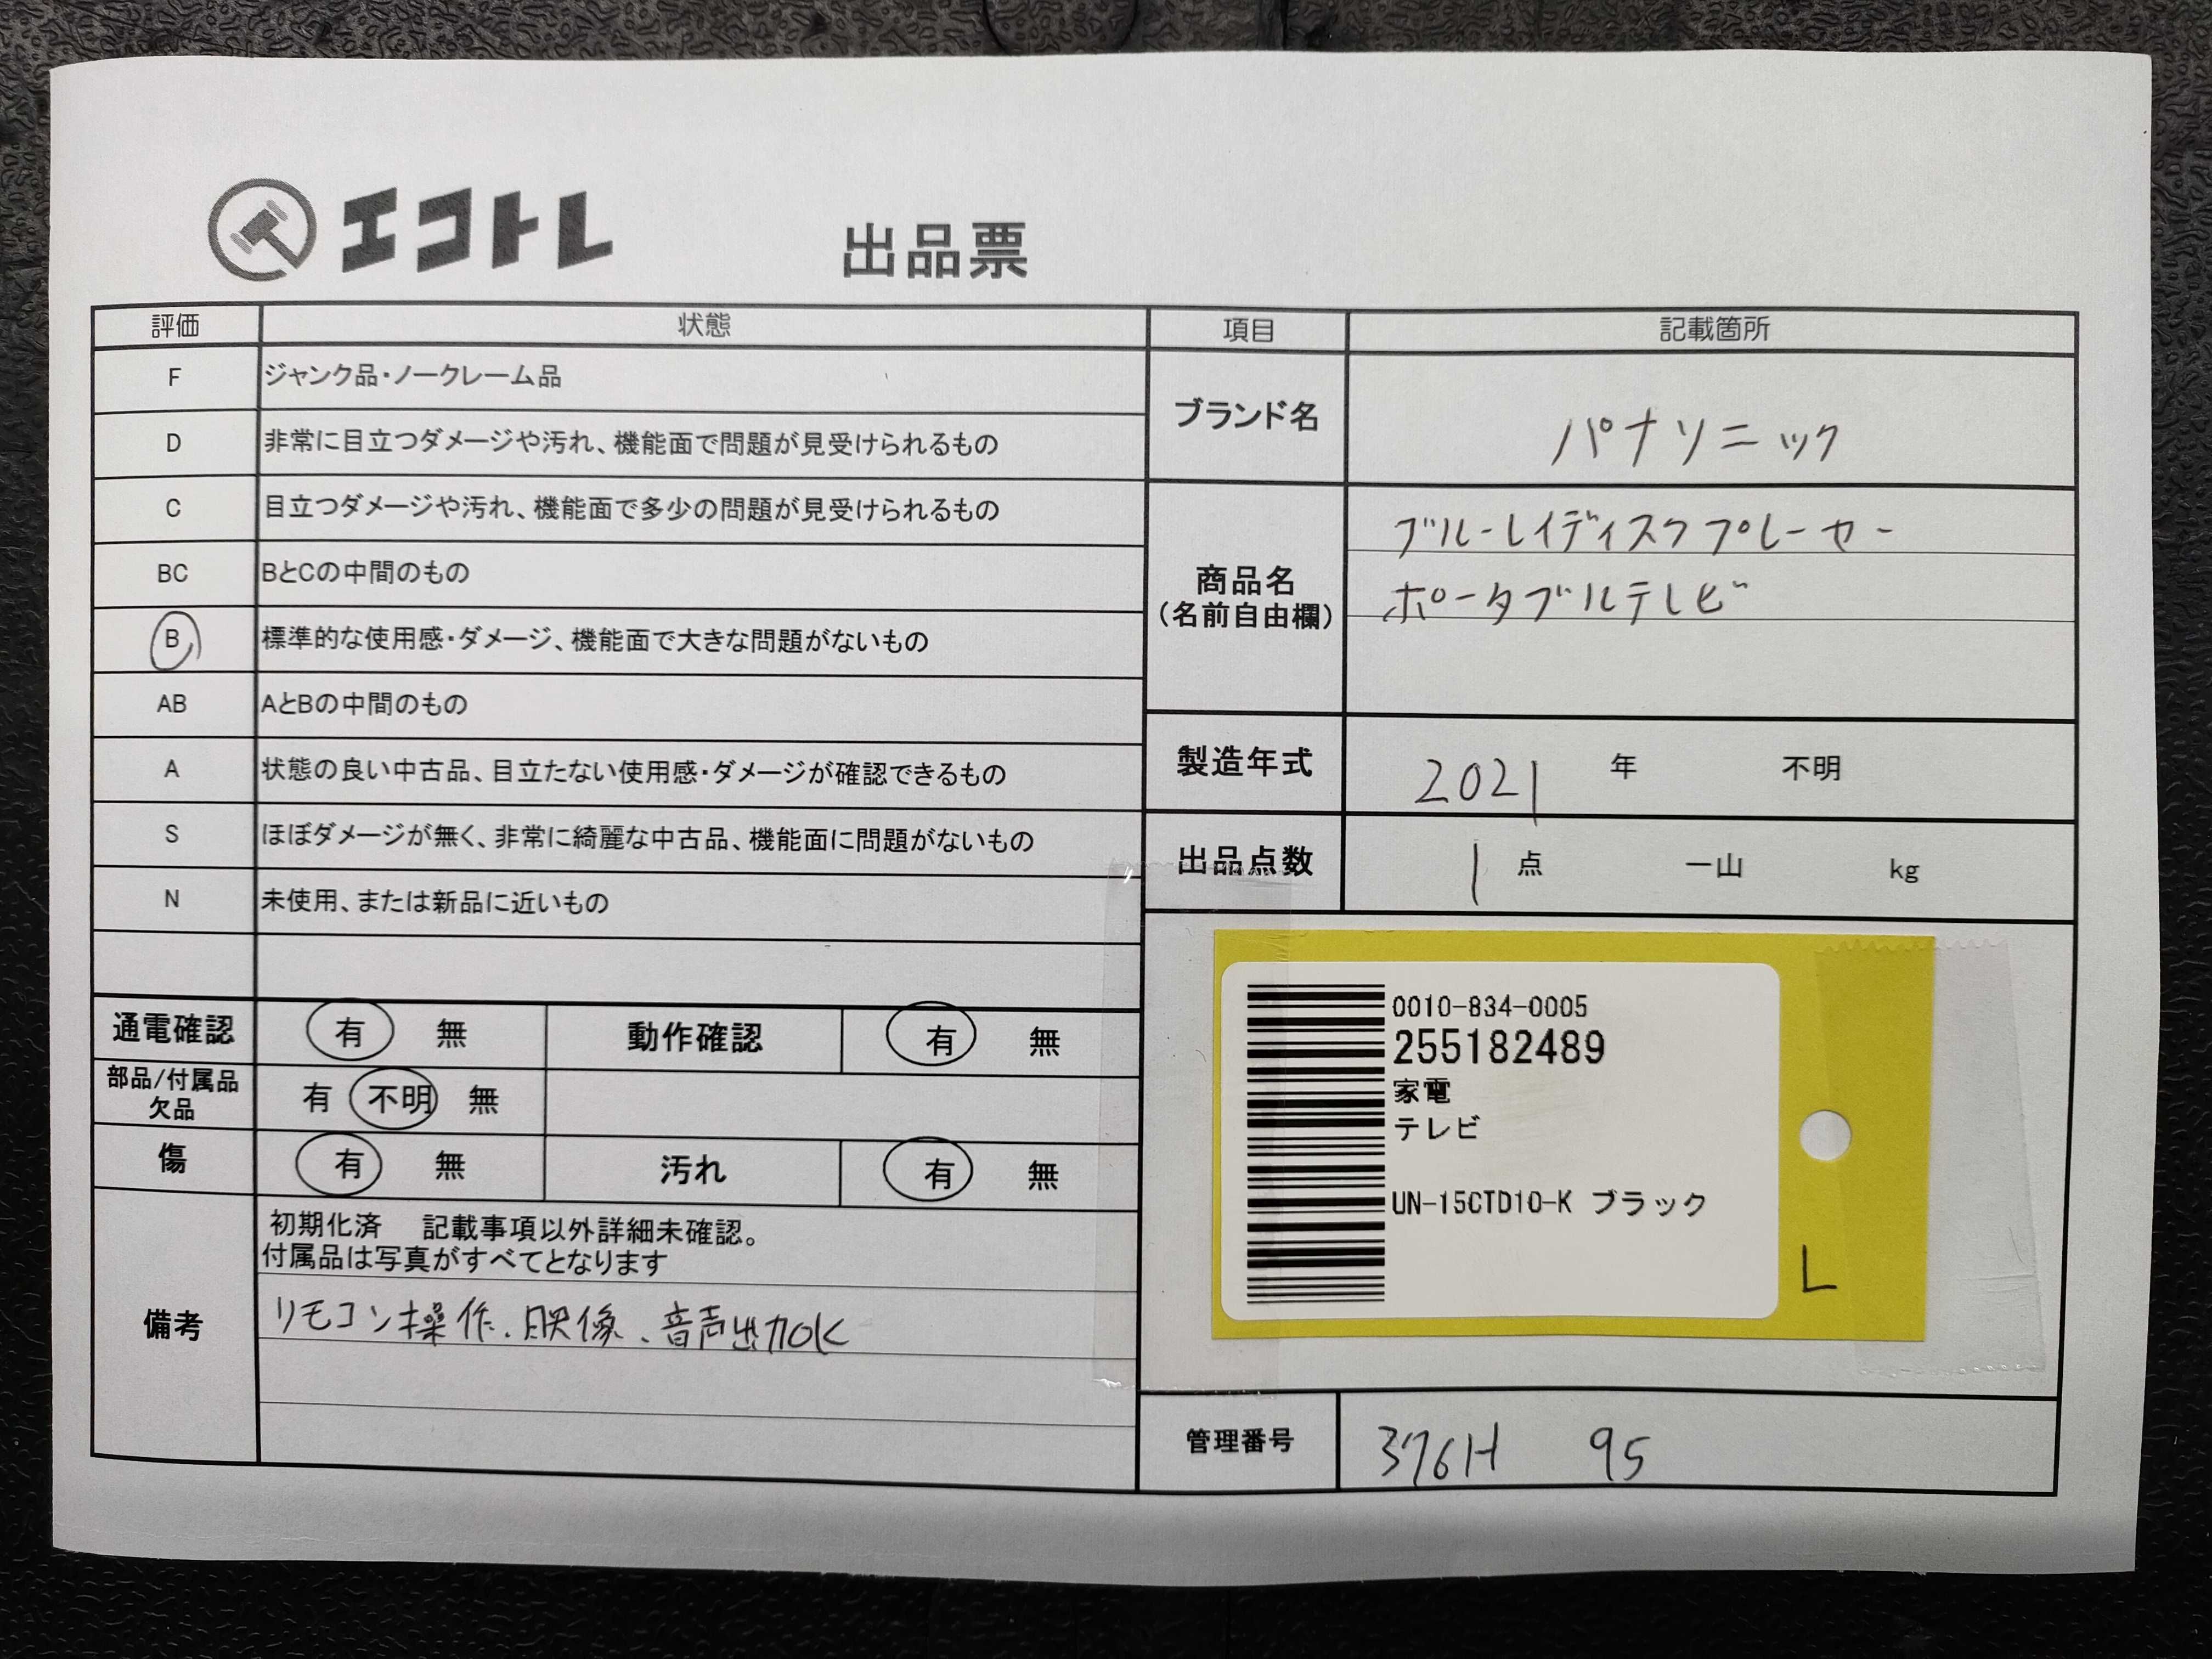 エコトレ
出品票
評価 状態
F ジャンク品・ノークレーム品
D 非常に目立つダメージや汚れ、機能面で問題が見受けられるもの
C 目立つダメージや汚れ、機能面で多少の問題が見受けられるもの
BC BとCの中間のもの
B 標準的な使用感・ダメージ、機能面で大きな問題がないもの
AB AとBの中間のもの
A 状態の良い中古品、目立たない使用感・ダメージが確認できるもの
S ほぼダメージが無く、非常に綺麗な中古品、機能面に問題がないもの
N 未使用、または新品に近いもの
通電確認 有 無 動作確認 有 無
部品/付属品
欠品 有 不明 無
傷 有 無 汚れ 有 無
備考
初期化済 記載事項以外詳細未確認。
付属品は写真がすべてとなります
リモコン操作、映像、音声出力OK
項目 記載箇所
ブランド名 パナソニック
商品名
(名前自由欄)
ブルーレイディスクプレーヤー
ポータブルテレビ
製造年式 2021 年 不明
出品点数 1 点 一山 kg
0010-834-0005
255182489
家電
テレビ
UN-15CTD10-K ブラック
L
管理番号 376H 95